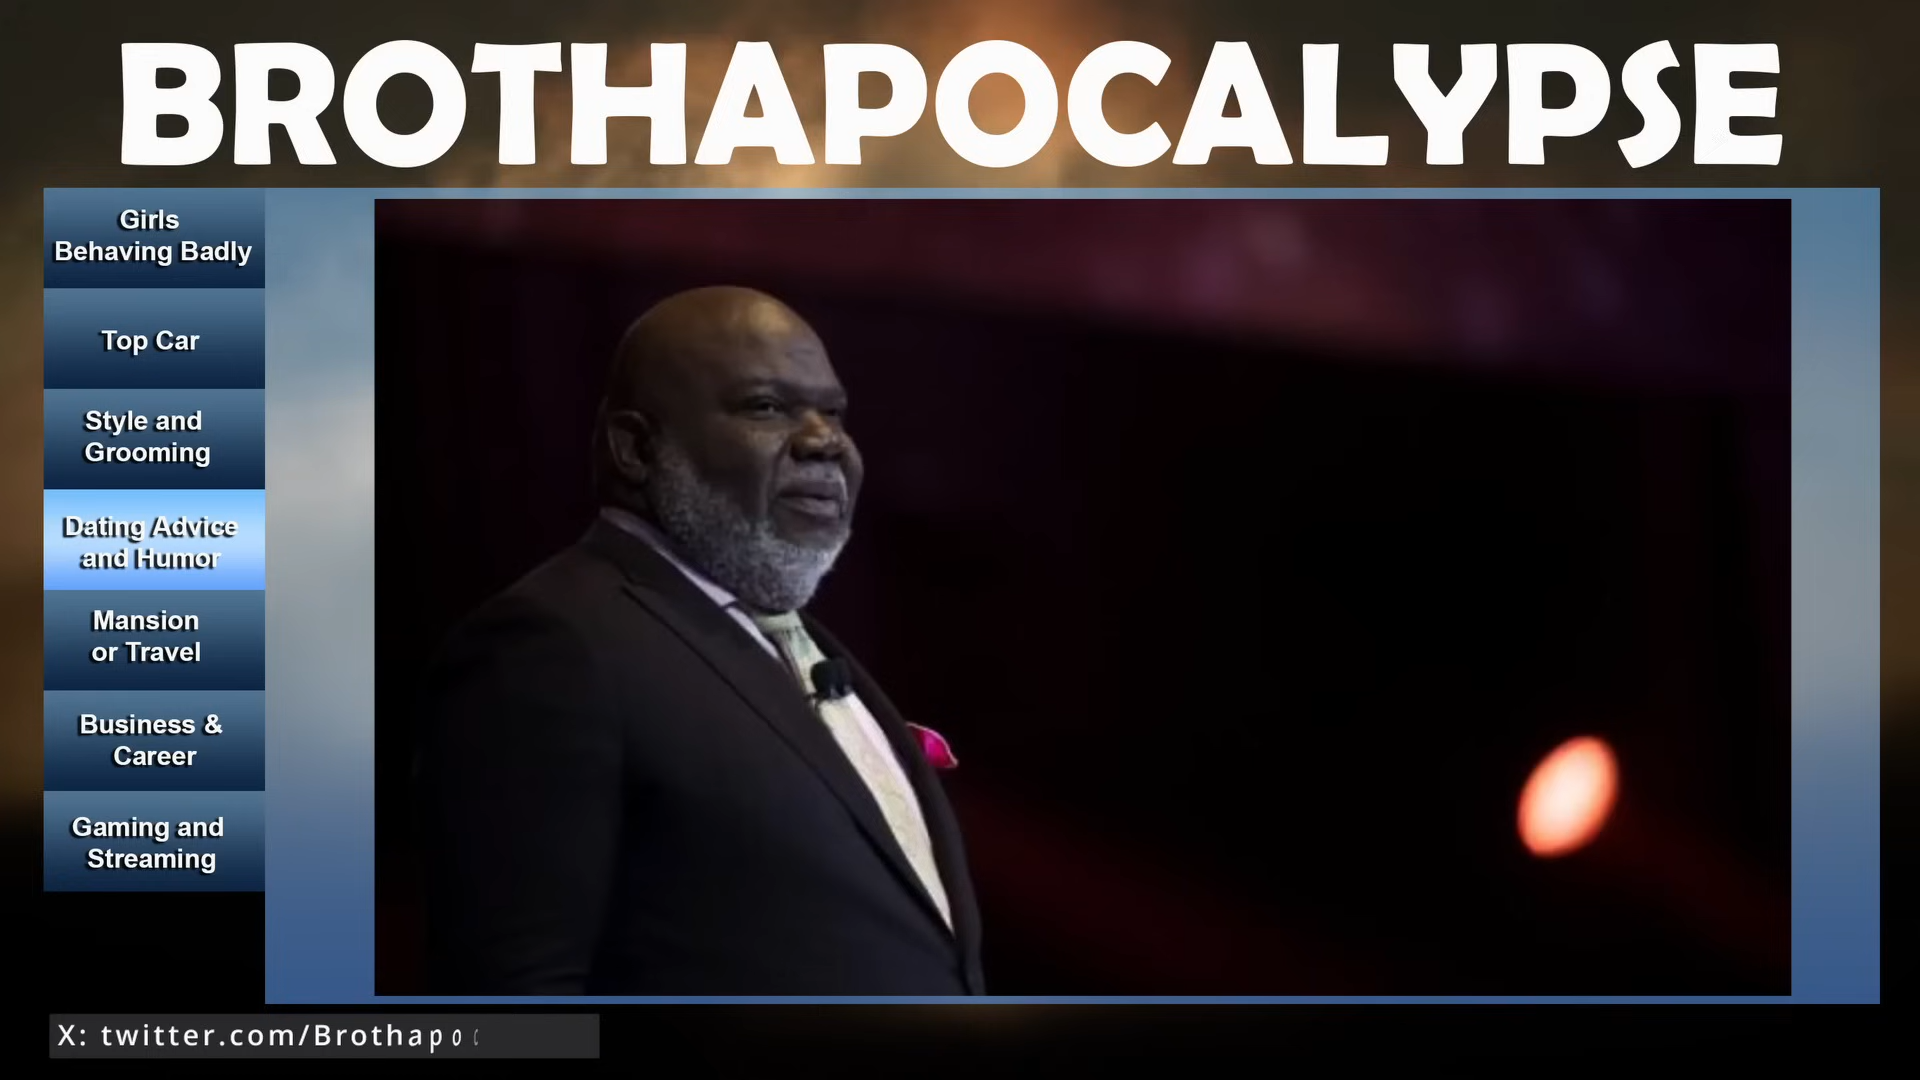 BROTHAPOCALYPSE
Girls
Behaving Badly
Top Car
Style and
Grooming
Dating Advice
and Humor
Mansion
or Travel
Business &
Career
Gaming and
Streaming
X: twitter.com/Brothapoc